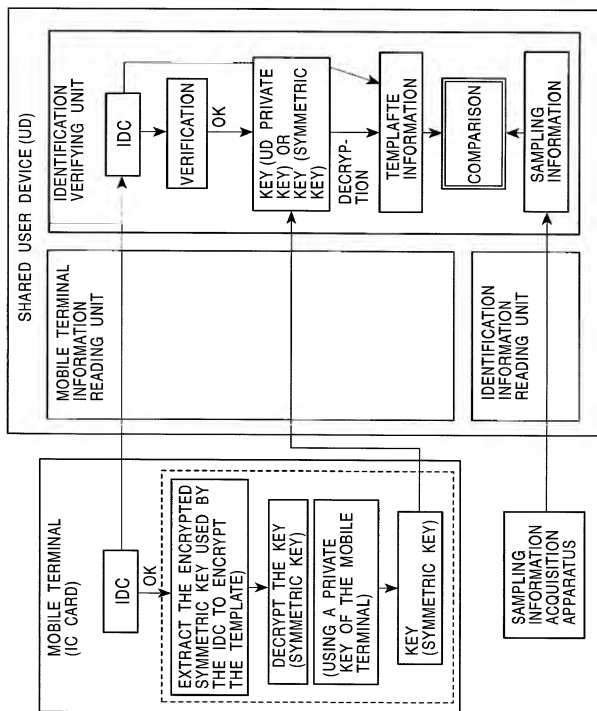 SHARED USER DEVICE (UD)
IDENTIFICATION
VERIFYING UNIT
IDC
VERIFICATION
OK
KEY (UD PRIVATE
KEY) OR
KEY (SYMMETRIC
KEY)
DECRYP-
TION
TEMPLAFTE
INFORMATION
COMPARISON
SAMPLING
INFORMATION
MOBILE TERMINAL
INFORMATION
READING UNIT
IDENTIFICATION
INFORMATION
READING UNIT
MOBILE TERMINAL
(IC CARD)
IDC
OK
EXTRACT THE ENCRYPTED
SYMMETRIC KEY USED BY
THE IDC TO ENCRYPT
THE TEMPLATE)
DECRYPT THE KEY
(SYMMETRIC KEY)
(USING A PRIVATE
KEY OF THE MOBILE
TERMINAL)
KEY
(SYMMETRIC KEY)
SAMPLING
INFORMATION
ACQUISITION
APPARATUS